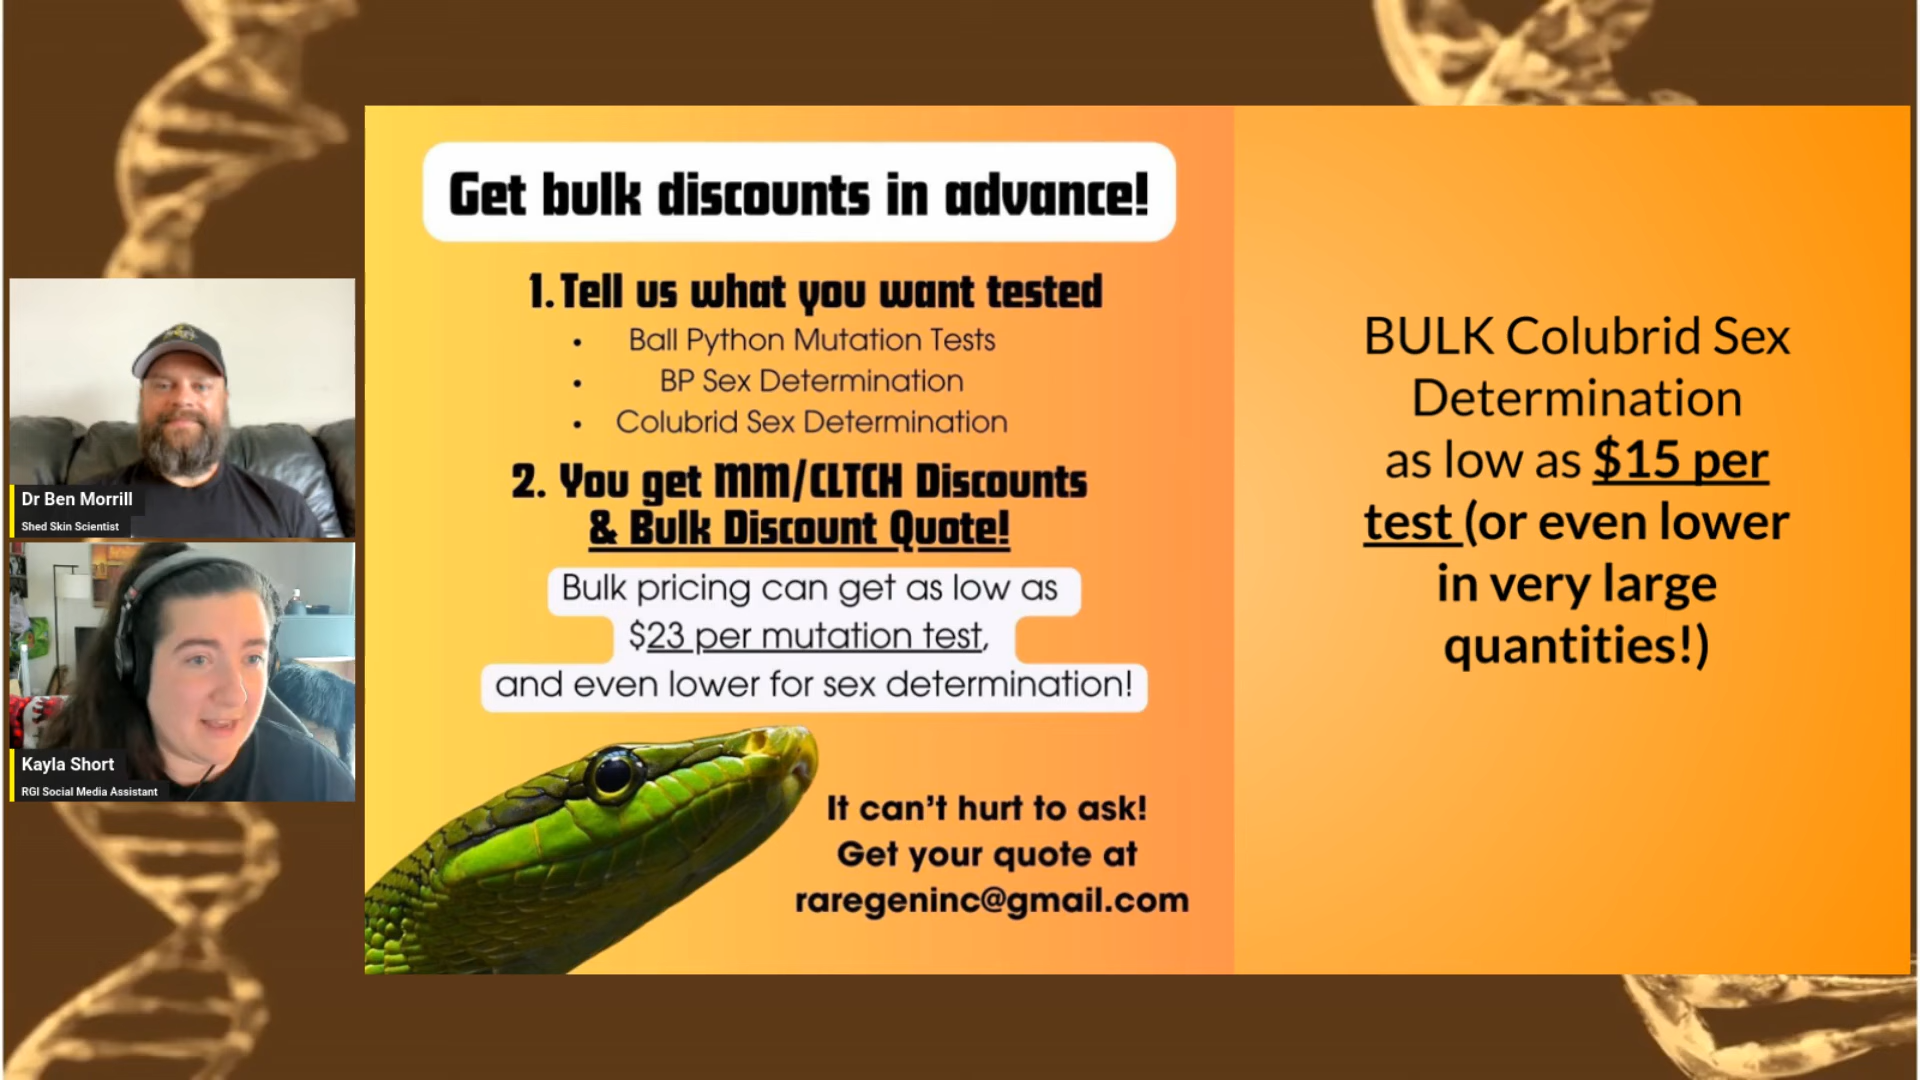 Get bulk discounts in advance!
1. Tell us what you want tested
• Ball Python Mutation Tests
• BP Sex Determination
• Colubrid Sex Determination
2. You get MM/CLTCH Discounts
& Bulk Discount Quote!
Bulk pricing can get as low as
$23 per mutation test,
and even lower for sex determination!
It can't hurt to ask!
Get your quote at
raregeninc@gmail.com
BULK Colubrid Sex
Determination
as low as $15 per
test (or even lower
in very large
quantities!)
Dr Ben Morrill
Shed Skin Scientist
Kayla Short
RGI Social Media Assistant